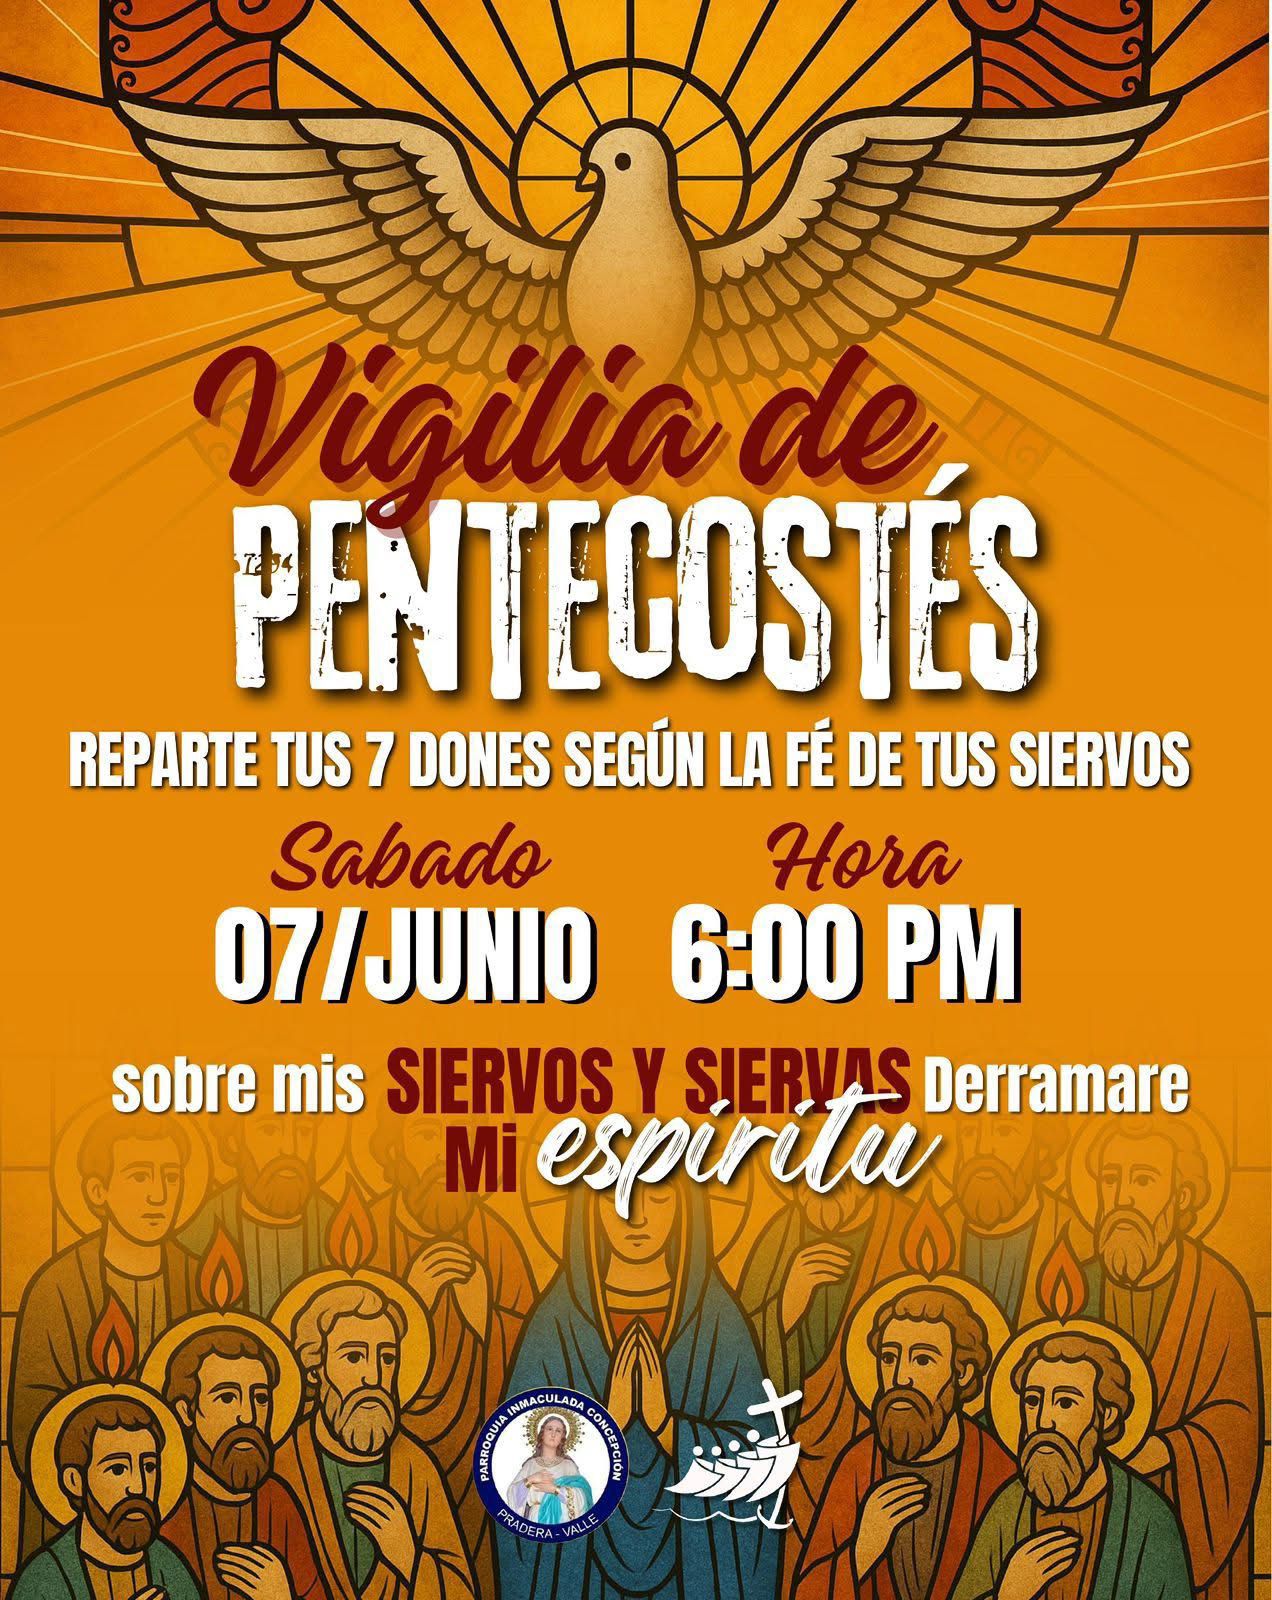 Vigilia de
PENTECOSTÉS
REPARTE TUS 7 DONES SEGÚN LA FÉ DE TUS SIERVOS
Sabado
07/JUNIO
Hora
6:00 PM
sobre mis SIERVOS Y SIERVAS Derramare
Mi espiritu
PARROQUIA INMACULADA CONCEPCIÓN
PRADERA - VALLE